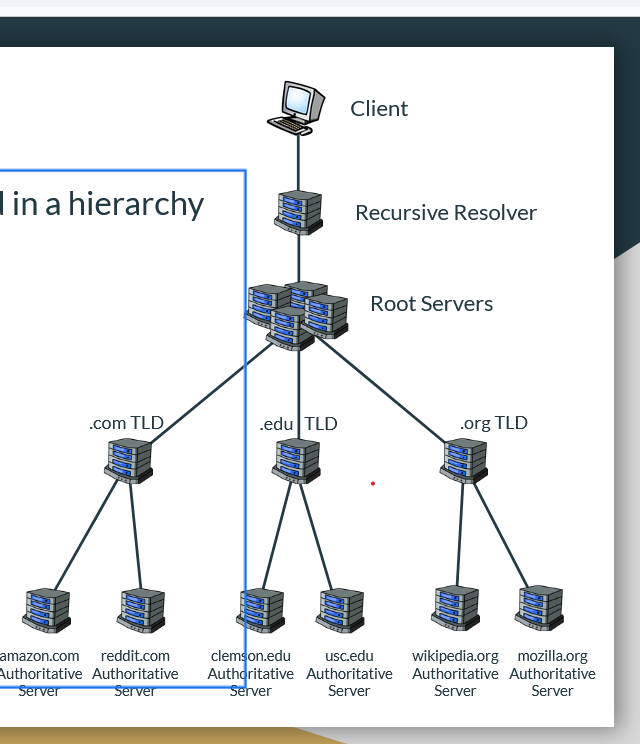 Client
d in a hierarchy
Recursive Resolver
Root Servers
.com TLD
.edu TLD
.org TLD
amazon.com
Authoritative
Server
reddit.com
Authoritative
Server
clemson.edu
Authoritative
Server
usc.edu
Authoritative
Server
wikipedia.org
Authoritative
Server
mozilla.org
Authoritative
Server